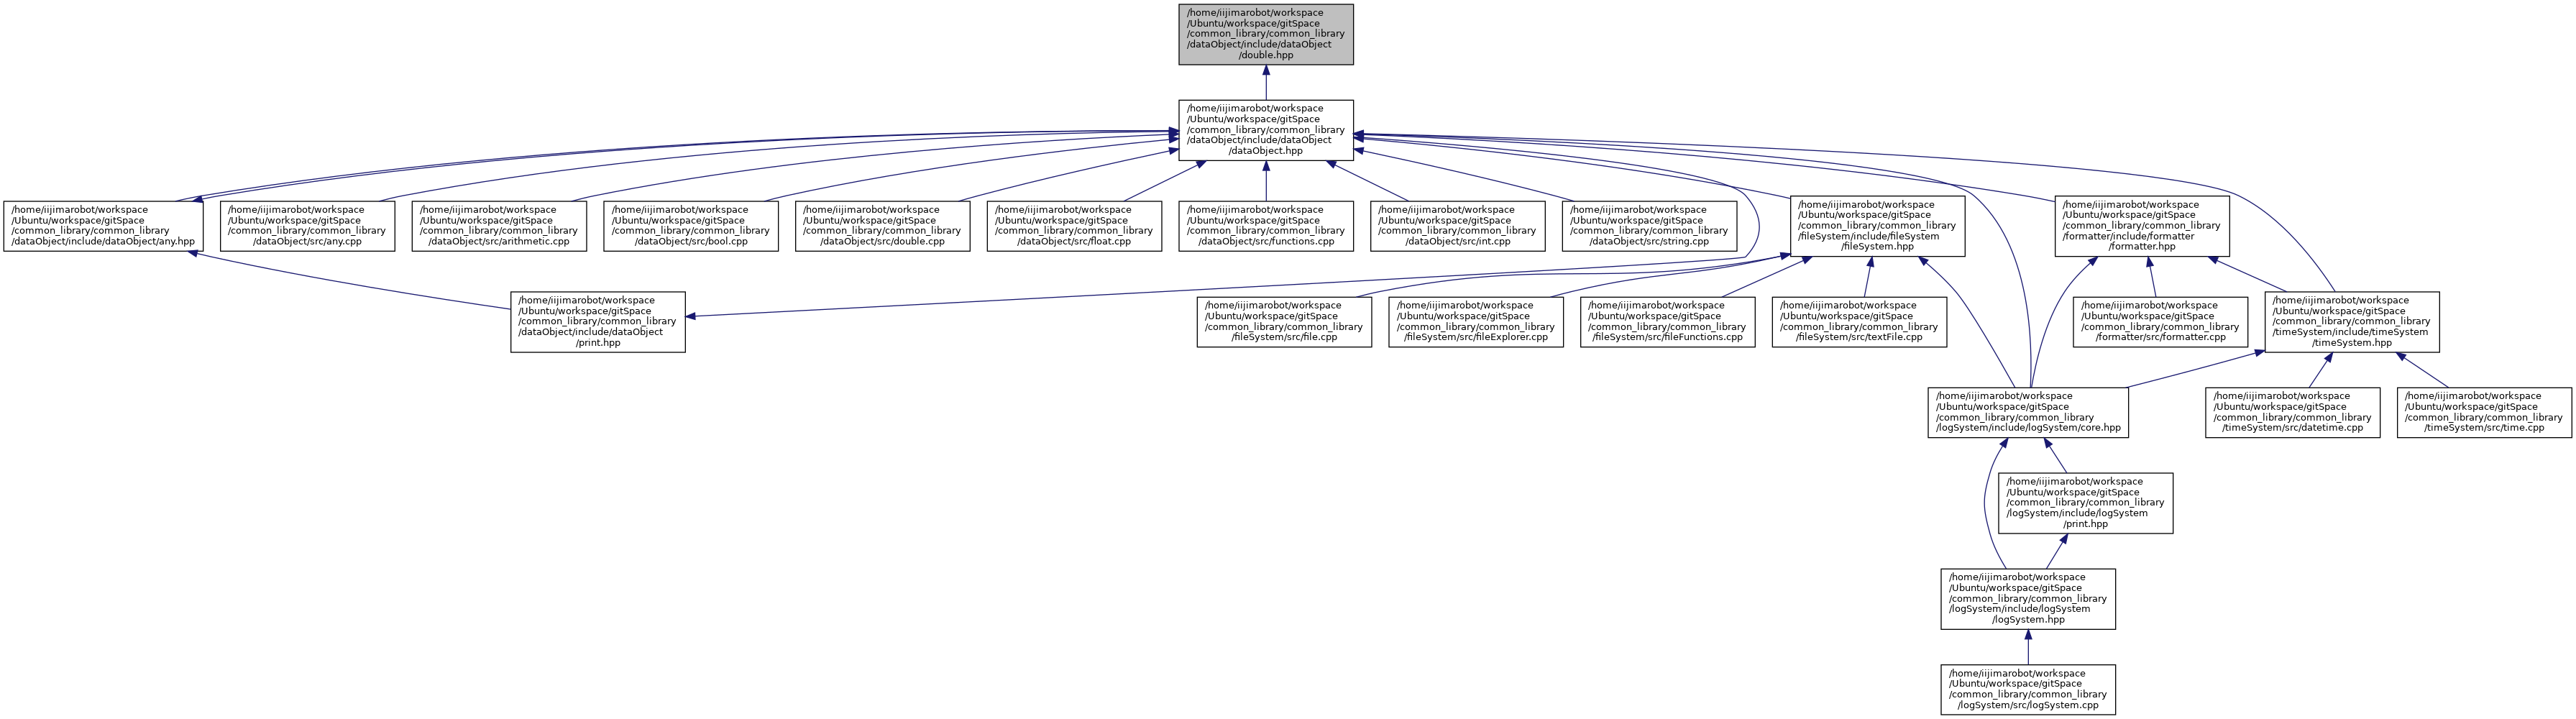 /home/iijimarobot/workspace
/Ubuntu/workspace/gitSpace
/common_library/common_library
/dataObject/include/dataObject
/double.hpp
/home/iijimarobot/workspace
/Ubuntu/workspace/gitSpace
/common_library/common_library
/dataObject/include/dataObject
/dataObject.hpp
/home/iijimarobot/workspace
/Ubuntu/workspace/gitSpace
/common_library/common_library
/dataObject/include/dataObject/any.hpp
/home/iijimarobot/workspace
/Ubuntu/workspace/gitSpace
/common_library/common_library
/dataObject/src/any.cpp
/home/iijimarobot/workspace
/Ubuntu/workspace/gitSpace
/common_library/common_library
/dataObject/src/arithmetic.cpp
/home/iijimarobot/workspace
/Ubuntu/workspace/gitSpace
/common_library/common_library
/dataObject/src/bool.cpp
/home/iijimarobot/workspace
/Ubuntu/workspace/gitSpace
/common_library/common_library
/dataObject/src/double.cpp
/home/iijimarobot/workspace
/Ubuntu/workspace/gitSpace
/common_library/common_library
/dataObject/src/float.cpp
/home/iijimarobot/workspace
/Ubuntu/workspace/gitSpace
/common_library/common_library
/dataObject/src/functions.cpp
/home/iijimarobot/workspace
/Ubuntu/workspace/gitSpace
/common_library/common_library
/dataObject/src/int.cpp
/home/iijimarobot/workspace
/Ubuntu/workspace/gitSpace
/common_library/common_library
/dataObject/src/string.cpp
/home/iijimarobot/workspace
/Ubuntu/workspace/gitSpace
/common_library/common_library
/fileSystem/include/fileSystem
/fileSystem.hpp
/home/iijimarobot/workspace
/Ubuntu/workspace/gitSpace
/common_library/common_library
/formatter/include/formatter
/formatter.hpp
/home/iijimarobot/workspace
/Ubuntu/workspace/gitSpace
/common_library/common_library
/dataObject/include/dataObject
/print.hpp
/home/iijimarobot/workspace
/Ubuntu/workspace/gitSpace
/common_library/common_library
/fileSystem/src/file.cpp
/home/iijimarobot/workspace
/Ubuntu/workspace/gitSpace
/common_library/common_library
/fileSystem/src/fileExplorer.cpp
/home/iijimarobot/workspace
/Ubuntu/workspace/gitSpace
/common_library/common_library
/fileSystem/src/fileFunctions.cpp
/home/iijimarobot/workspace
/Ubuntu/workspace/gitSpace
/common_library/common_library
/fileSystem/src/textFile.cpp
/home/iijimarobot/workspace
/Ubuntu/workspace/gitSpace
/common_library/common_library
/formatter/src/formatter.cpp
/home/iijimarobot/workspace
/Ubuntu/workspace/gitSpace
/common_library/common_library
/timeSystem/include/timeSystem
/timeSystem.hpp
/home/iijimarobot/workspace
/Ubuntu/workspace/gitSpace
/common_library/common_library
/logSystem/include/logSystem/core.hpp
/home/iijimarobot/workspace
/Ubuntu/workspace/gitSpace
/common_library/common_library
/timeSystem/src/datetime.cpp
/home/iijimarobot/workspace
/Ubuntu/workspace/gitSpace
/common_library/common_library
/timeSystem/src/time.cpp
/home/iijimarobot/workspace
/Ubuntu/workspace/gitSpace
/common_library/common_library
/logSystem/include/logSystem
/print.hpp
/home/iijimarobot/workspace
/Ubuntu/workspace/gitSpace
/common_library/common_library
/logSystem/include/logSystem
/logSystem.hpp
/home/iijimarobot/workspace
/Ubuntu/workspace/gitSpace
/common_library/common_library
/logSystem/src/logSystem.cpp